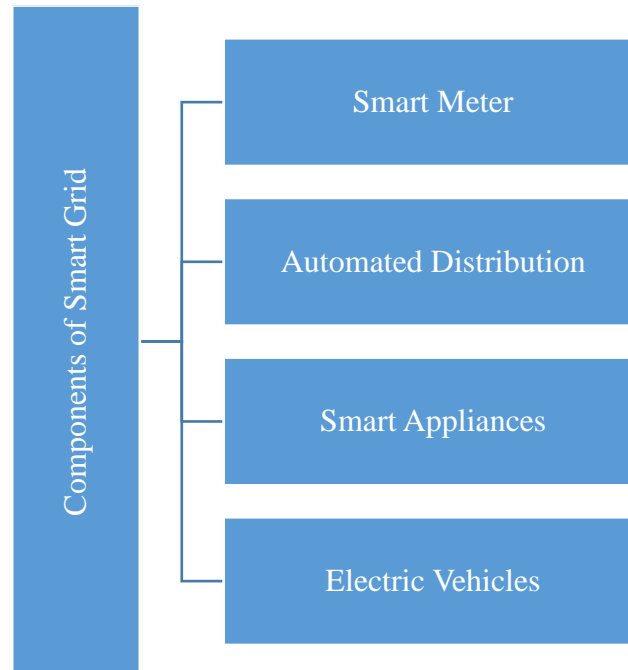 Components of Smart Grid
Smart Meter
Automated Distribution
Smart Appliances
Electric Vehicles